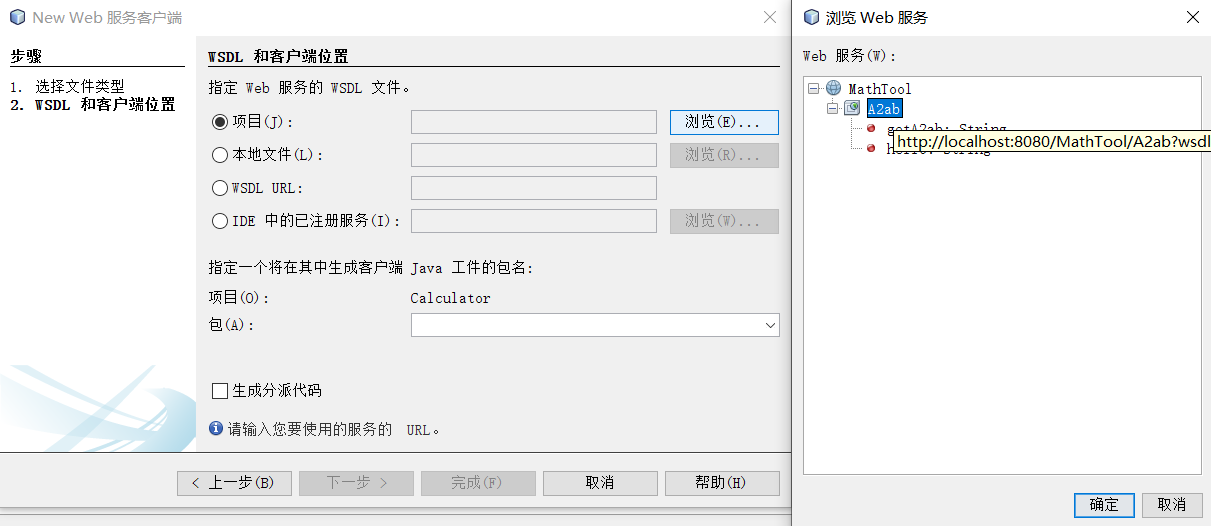 New Web 服务客户端
步骤
1. 选择文件类型
2. WSDL 和客户端位置
WSDL 和客户端位置
指定 Web 服务的 WSDL 文件。
项目(J):
浏览(E)...
本地文件(L):
浏览(R)...
WSDL URL:
IDE 中的已注册服务(I):
浏览(W)...
指定一个将在其中生成客户端 Java 工件的包名:
项目(O):
Calculator
包(A):
生成分派代码
请输入您要使用的服务的 URL。
< 上一步(B)
下一步 >
完成(F)
取消
帮助(H)
浏览 Web 服务
Web 服务(W):
MathTool
A2ab
getA2ab: String
http://localhost:8080/MathTool/A2ab?wsdl
hello: String
确定
取消